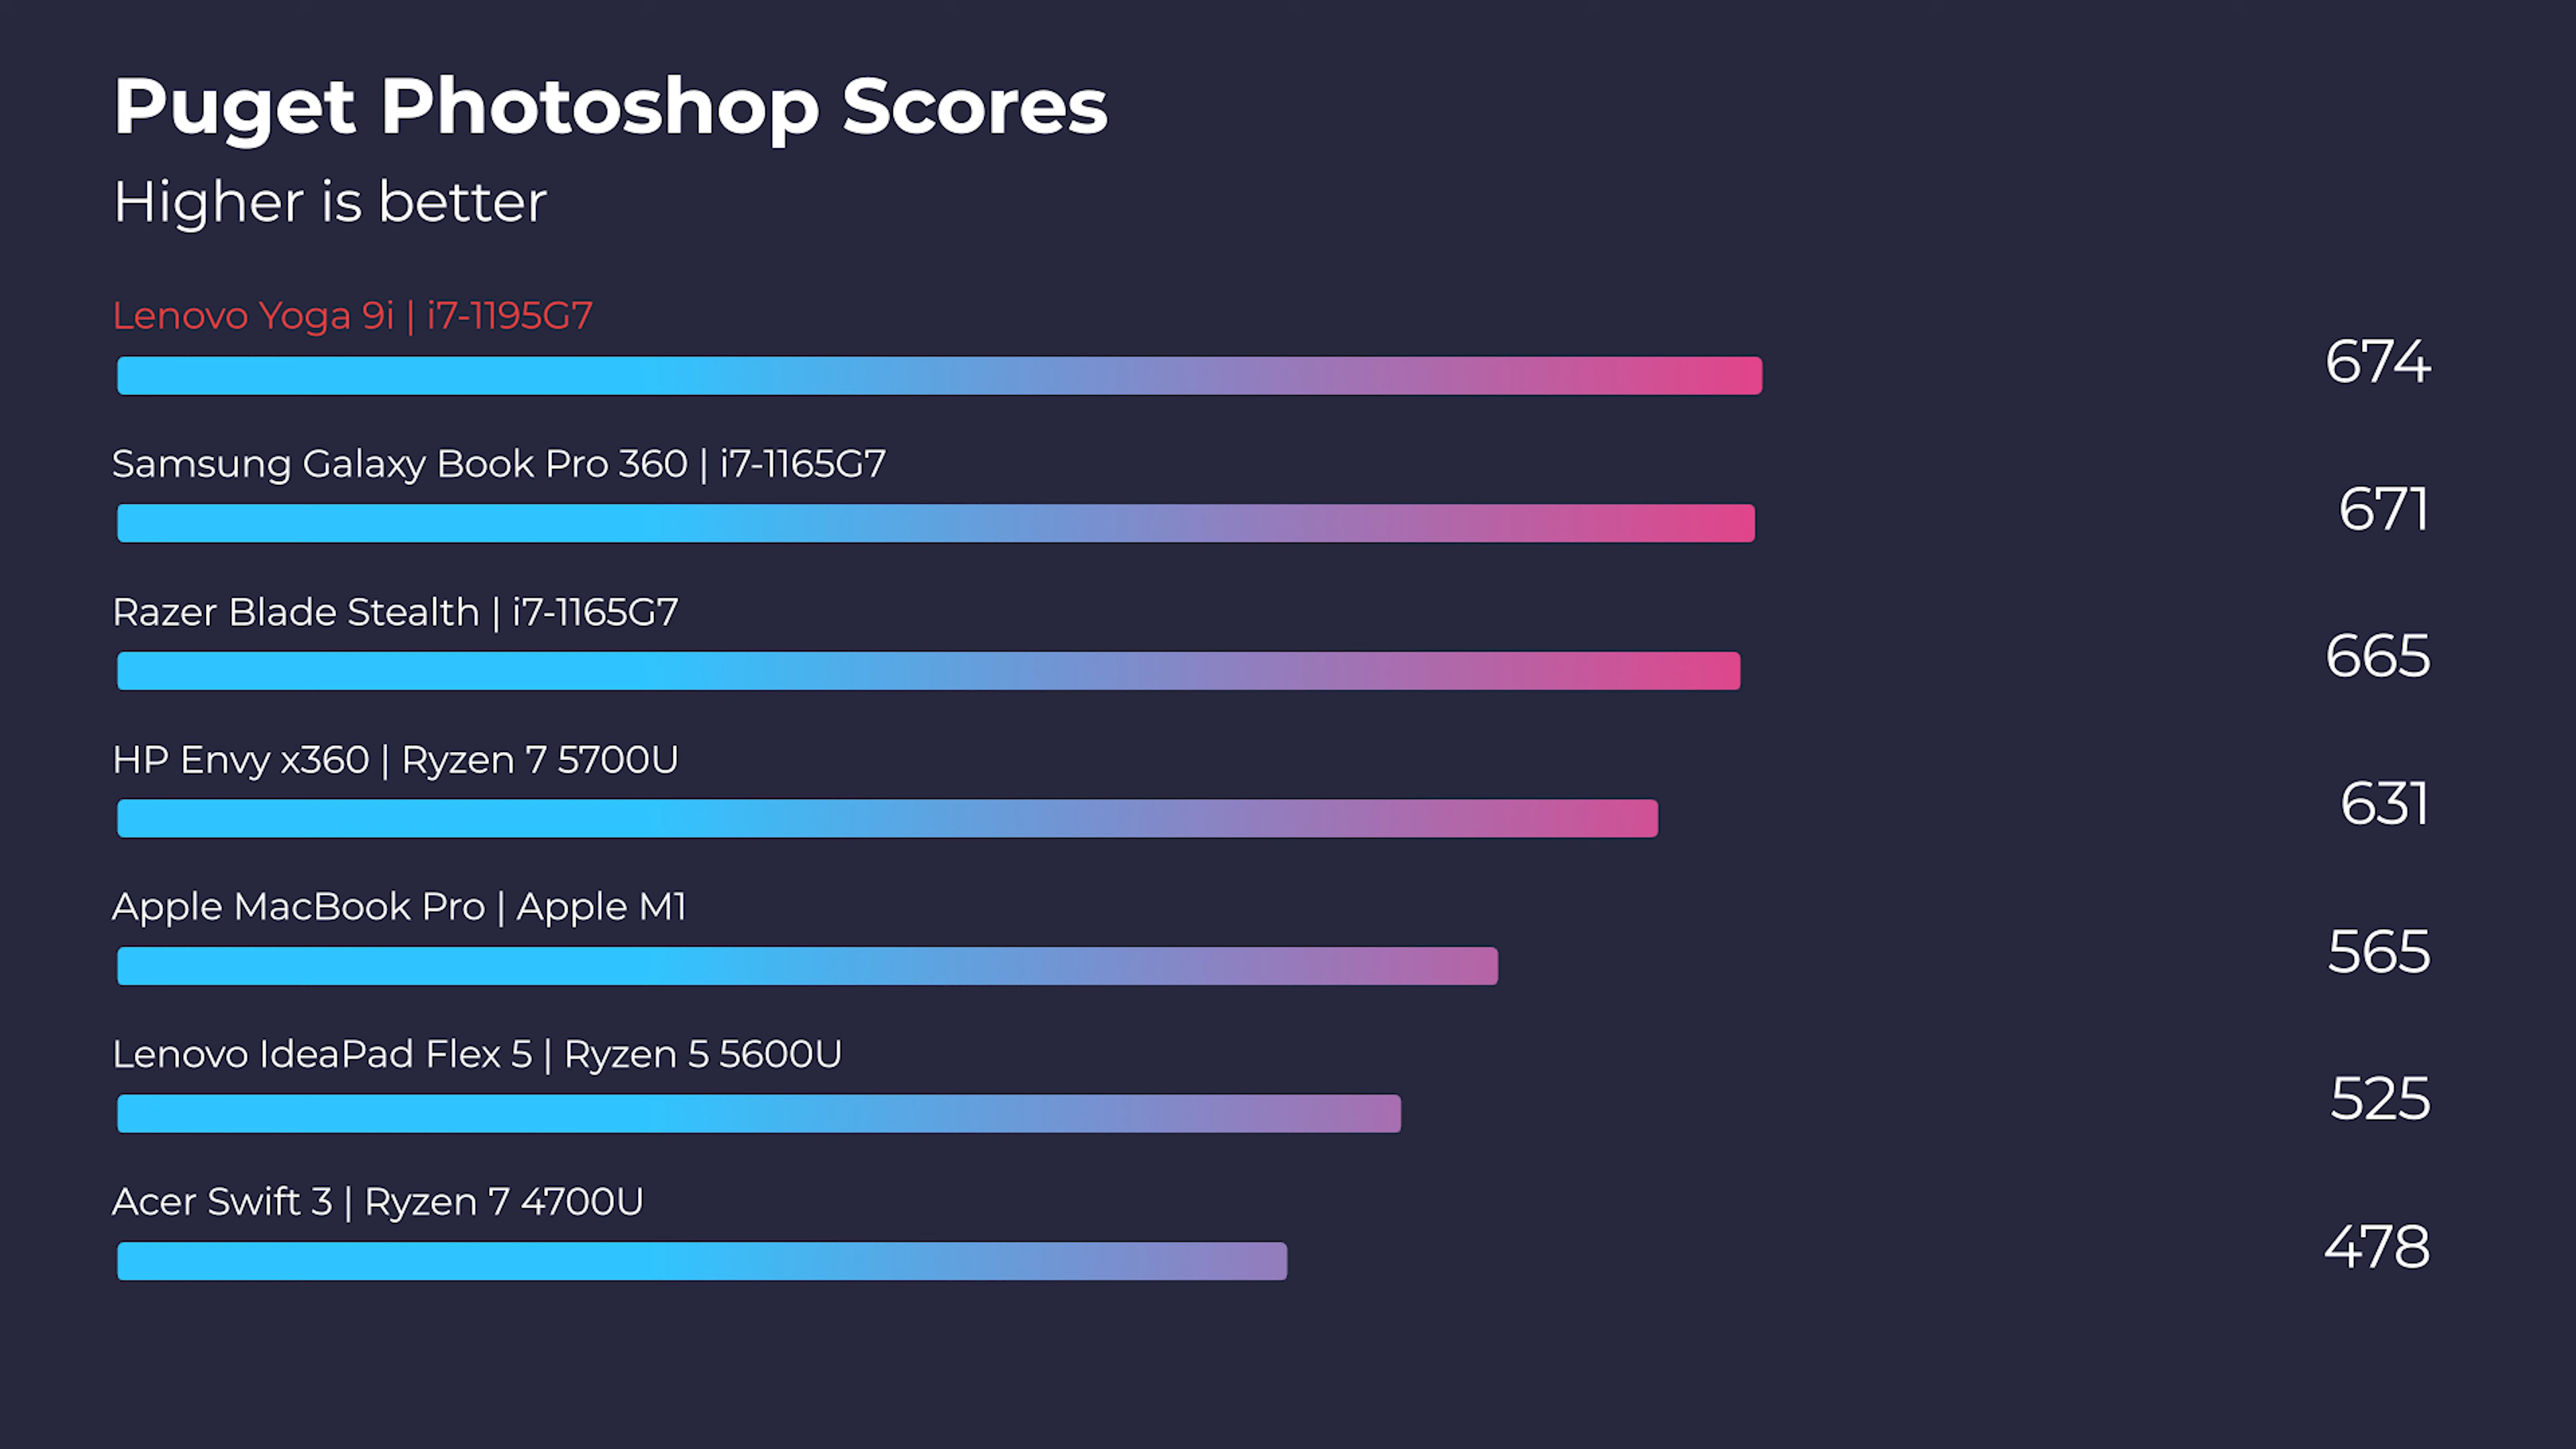 Puget Photoshop Scores
Higher is better
Lenovo Yoga 9i | i7-1195G7
674
Samsung Galaxy Book Pro 360 | i7-1165G7
671
Razer Blade Stealth | i7-1165G7
665
HP Envy x360 | Ryzen 7 5700U
631
Apple MacBook Pro | Apple M1
565
Lenovo IdeaPad Flex 5 | Ryzen 5 5600U
525
Acer Swift 3 | Ryzen 7 4700U
478